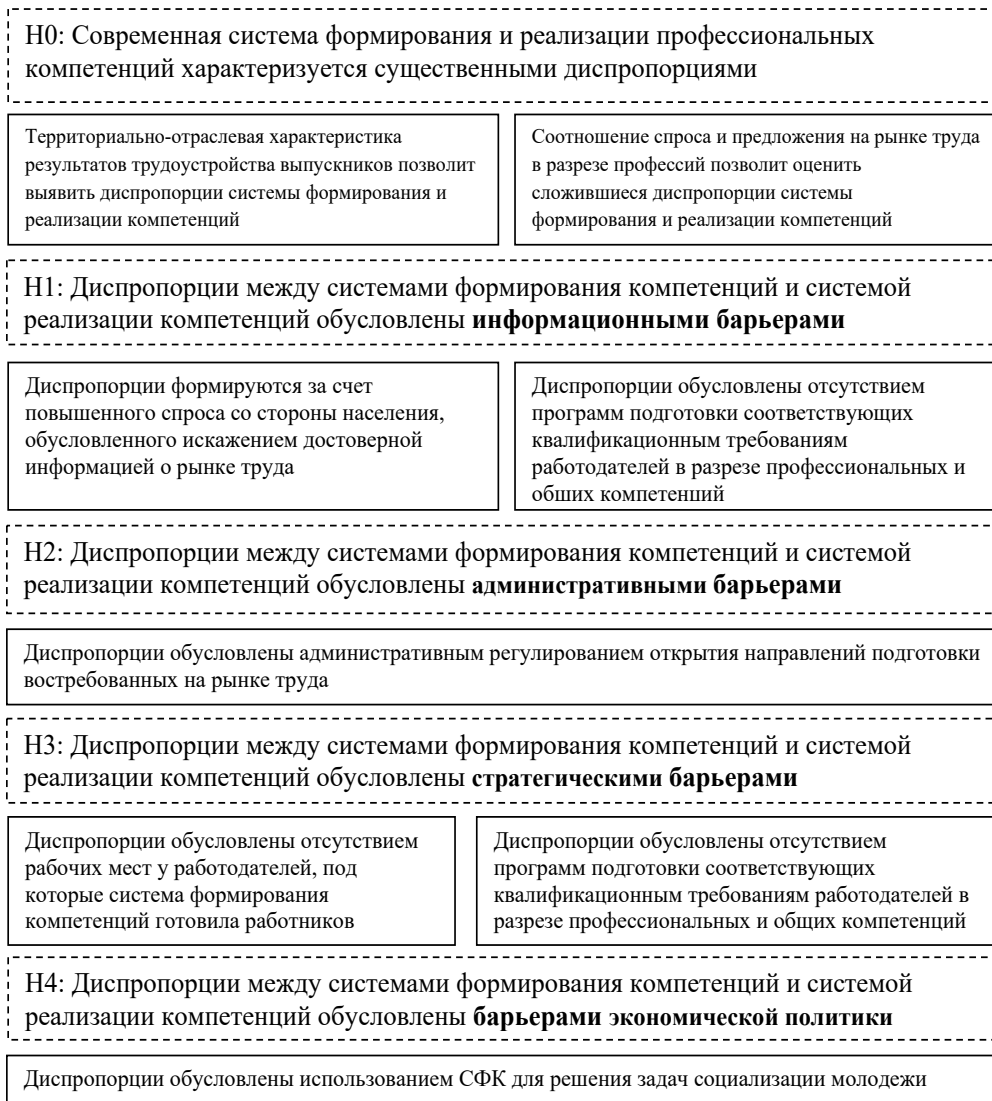 H0: Современная система формирования и реализации профессиональных
компетенций характеризуется существенными диспропорциями
Территориально-отраслевая характеристика
результатов трудоустройства выпускников позволит
выявить диспропорции системы формирования и
реализации компетенций
Соотношение спроса и предложения на рынке труда
в разрезе профессий позволит оценить
сложившиеся диспропорции системы
формирования и реализации компетенций
H1: Диспропорции между системами формирования компетенций и системой
реализации компетенций обусловлены информационными барьерами
Диспропорции формируются за счет
повышенного спроса со стороны населения,
обусловленного искажением достоверной
информацией о рынке труда
Диспропорции обусловлены отсутствием
программ подготовки соответствующих
квалификационным требованиям
работодателей в разрезе профессиональных и
общих компетенций
H2: Диспропорции между системами формирования компетенций и системой
реализации компетенций обусловлены административными барьерами
Диспропорции обусловлены административным регулированием открытия направлений подготовки
востребованных на рынке труда
H3: Диспропорции между системами формирования компетенций и системой
реализации компетенций обусловлены стратегическими барьерами
Диспропорции обусловлены отсутствием
рабочих мест у работодателей, под
которые система формирования
компетенций готовила работников
Диспропорции обусловлены отсутствием
программ подготовки соответствующих
квалификационным требованиям работодателей в
разрезе профессиональных и общих компетенций
H4: Диспропорции между системами формирования компетенций и системой
реализации компетенций обусловлены барьерами экономической политики
Диспропорции обусловлены использованием СФК для решения задач социализации молодежи